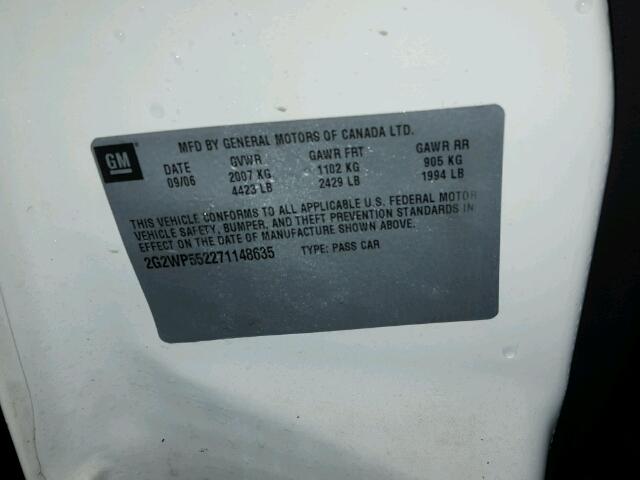 MFD BY GENERAL MOTORS OF CANADA LTD.
GM
DATE GVWR GAWR FRT GAWR RR
09/06 2007 KG 1102 KG 905 KG
4423 LB 2429 LB 1994 LB
THIS VEHICLE CONFORMS TO ALL APPLICABLE U.S. FEDERAL MOTOR
VEHICLE SAFETY, BUMPER, AND THEFT PREVENTION STANDARDS IN
EFFECT ON THE DATE OF MANUFACTURE SHOWN ABOVE.
2G2WP552271148635 TYPE: PASS CAR